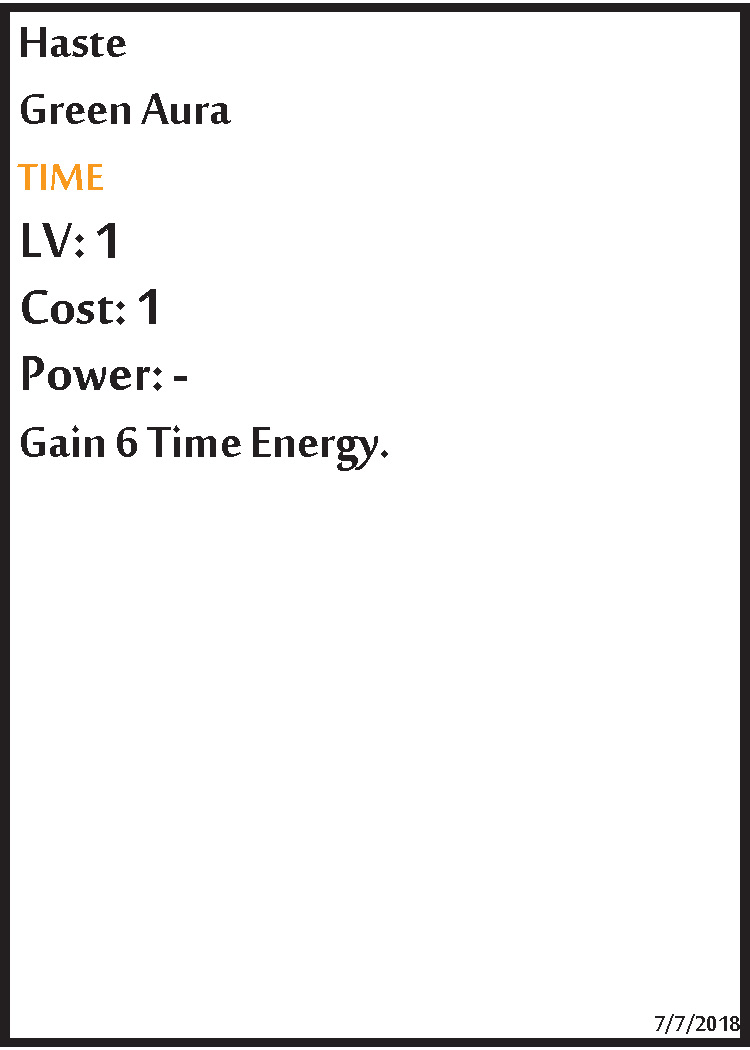 Haste
Green Aura
TIME
LV: 1
Cost: 1
Power: -
Gain 6 Time Energy.
7/7/2018